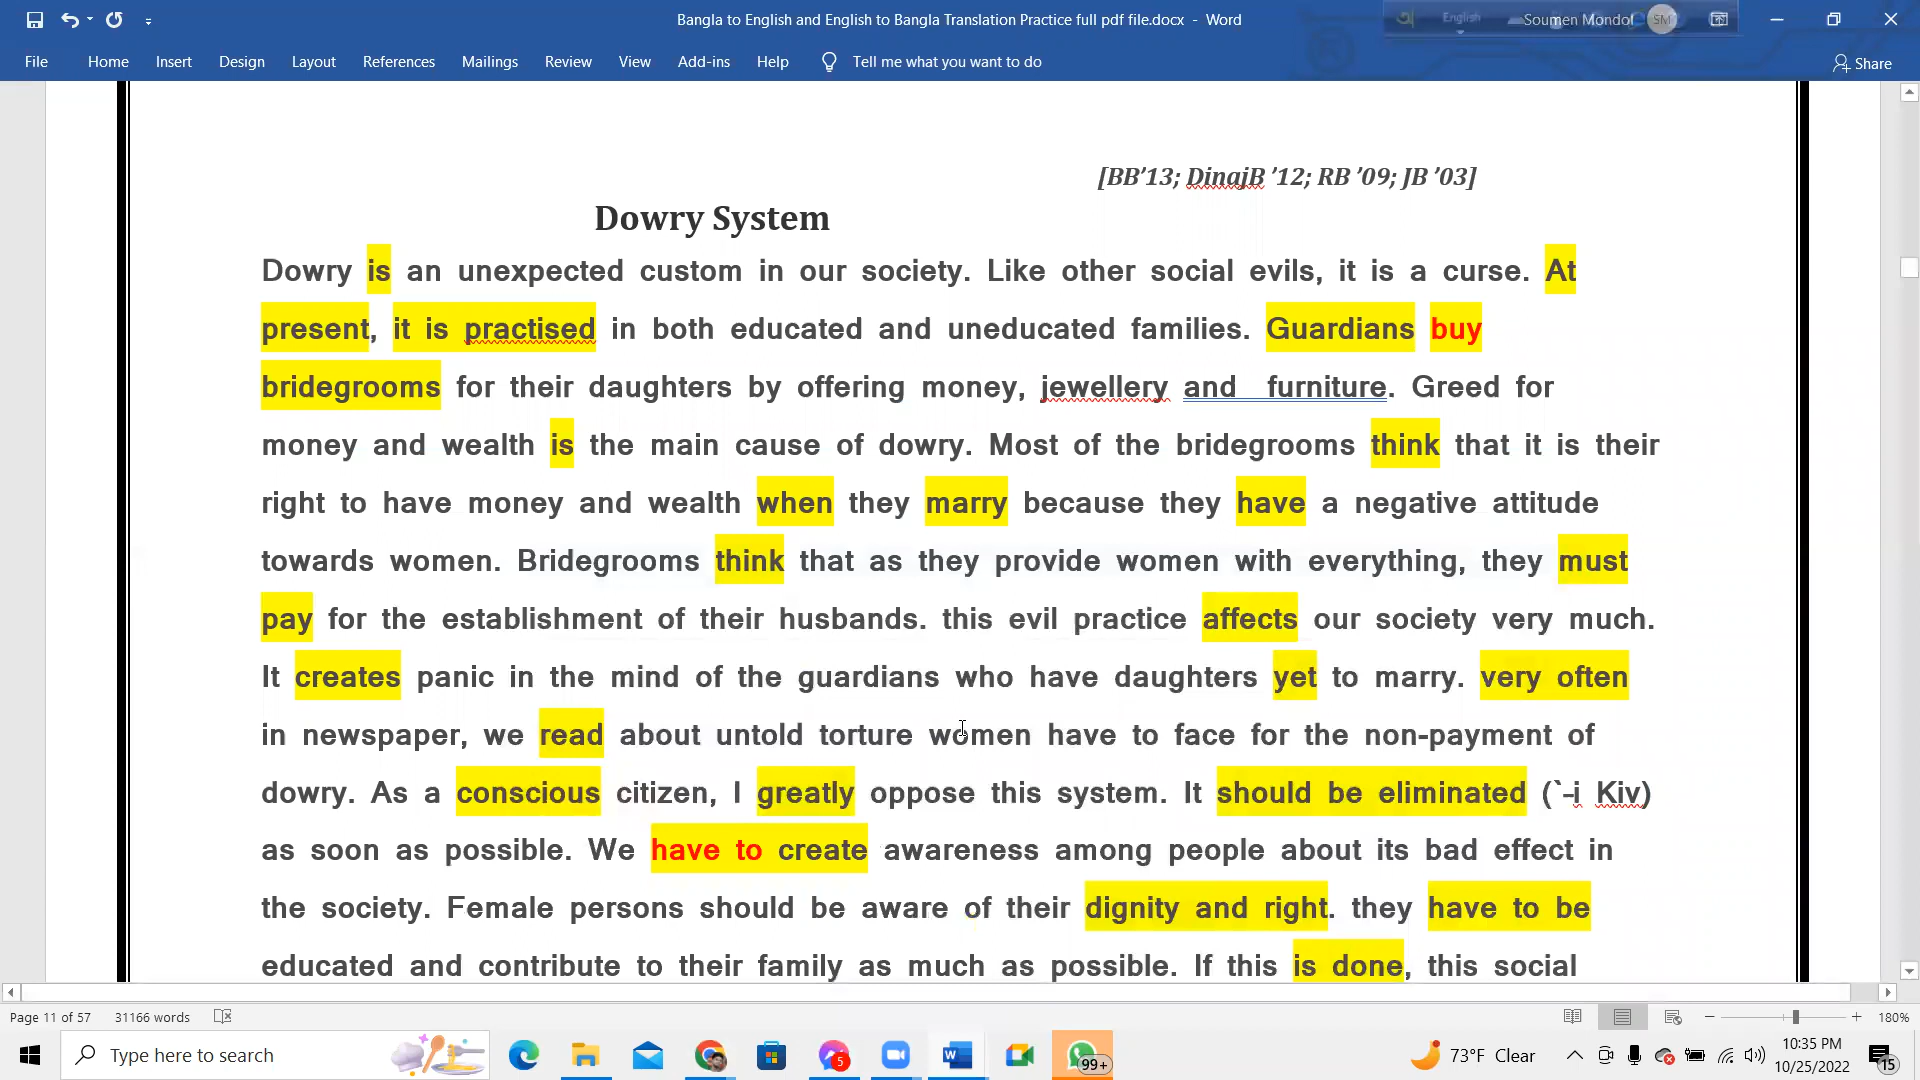 Bangla to English and English to Bangla Translation Practice full pdf file.docx - Word
English
Soumen Mondol SM
File Home Insert Design Layout References Mailings Review View Add-ins Help Tell me what you want to do Share
[BB'13; DinajB '12; RB '09; JB '03]
Dowry System
Dowry is an unexpected custom in our society. Like other social evils, it is a curse. At
present, it is practised in both educated and uneducated families. Guardians buy
bridegrooms for their daughters by offering money, jewellery and furniture. Greed for
money and wealth is the main cause of dowry. Most of the bridegrooms think that it is their
right to have money and wealth when they marry because they have a negative attitude
towards women. Bridegrooms think that as they provide women with everything, they must
pay for the establishment of their husbands. this evil practice affects our society very much.
It creates panic in the mind of the guardians who have daughters yet to marry. very often
in newspaper, we read about untold torture women have to face for the non-payment of
dowry. As a conscious citizen, I greatly oppose this system. It should be eliminated (`-i Kiv)
as soon as possible. We have to create awareness among people about its bad effect in
the society. Female persons should be aware of their dignity and right. they have to be
educated and contribute to their family as much as possible. If this is done, this social
Page 11 of 57 31166 words 180%
Type here to search
5
99+
73°F Clear
10:35 PM
10/25/2022
15